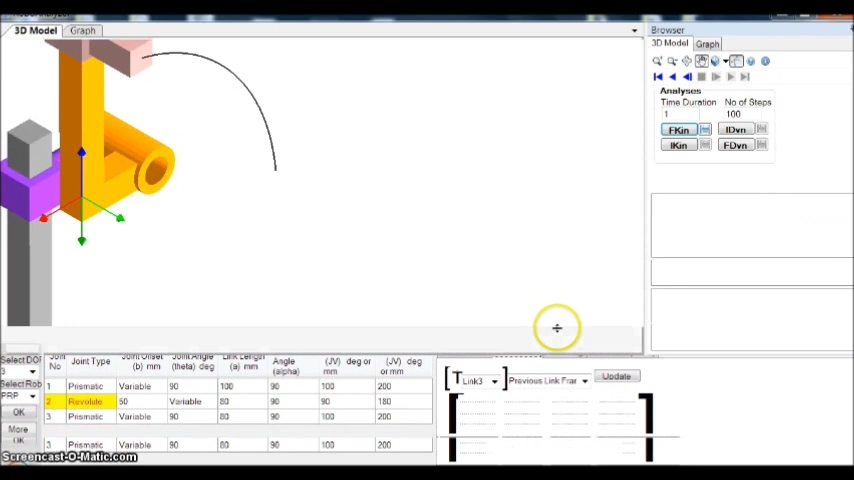 3D Model Graph
Browser
3D Model Graph
Analyses
Time Duration No of Steps
1 100
FKin IDyn
IKin FDyn
Select DOF
3
Select Rob
PRP
OK
More
OK
Joint No Joint Type Joint Offset (b) mm Joint Angle (theta) deg Link Length (a) mm Angle (alpha) (JV) deg or mm (JV) deg or mm
1 Prismatic Variable 90 100 90 100 200
2 Revolute 50 Variable 80 90 90 180
3 Prismatic Variable 90 80 90 100 200
3 Prismatic Variable 90 80 90 100 200
T Link3 Previous Link Frar Update
Screencast-O-Matic.com